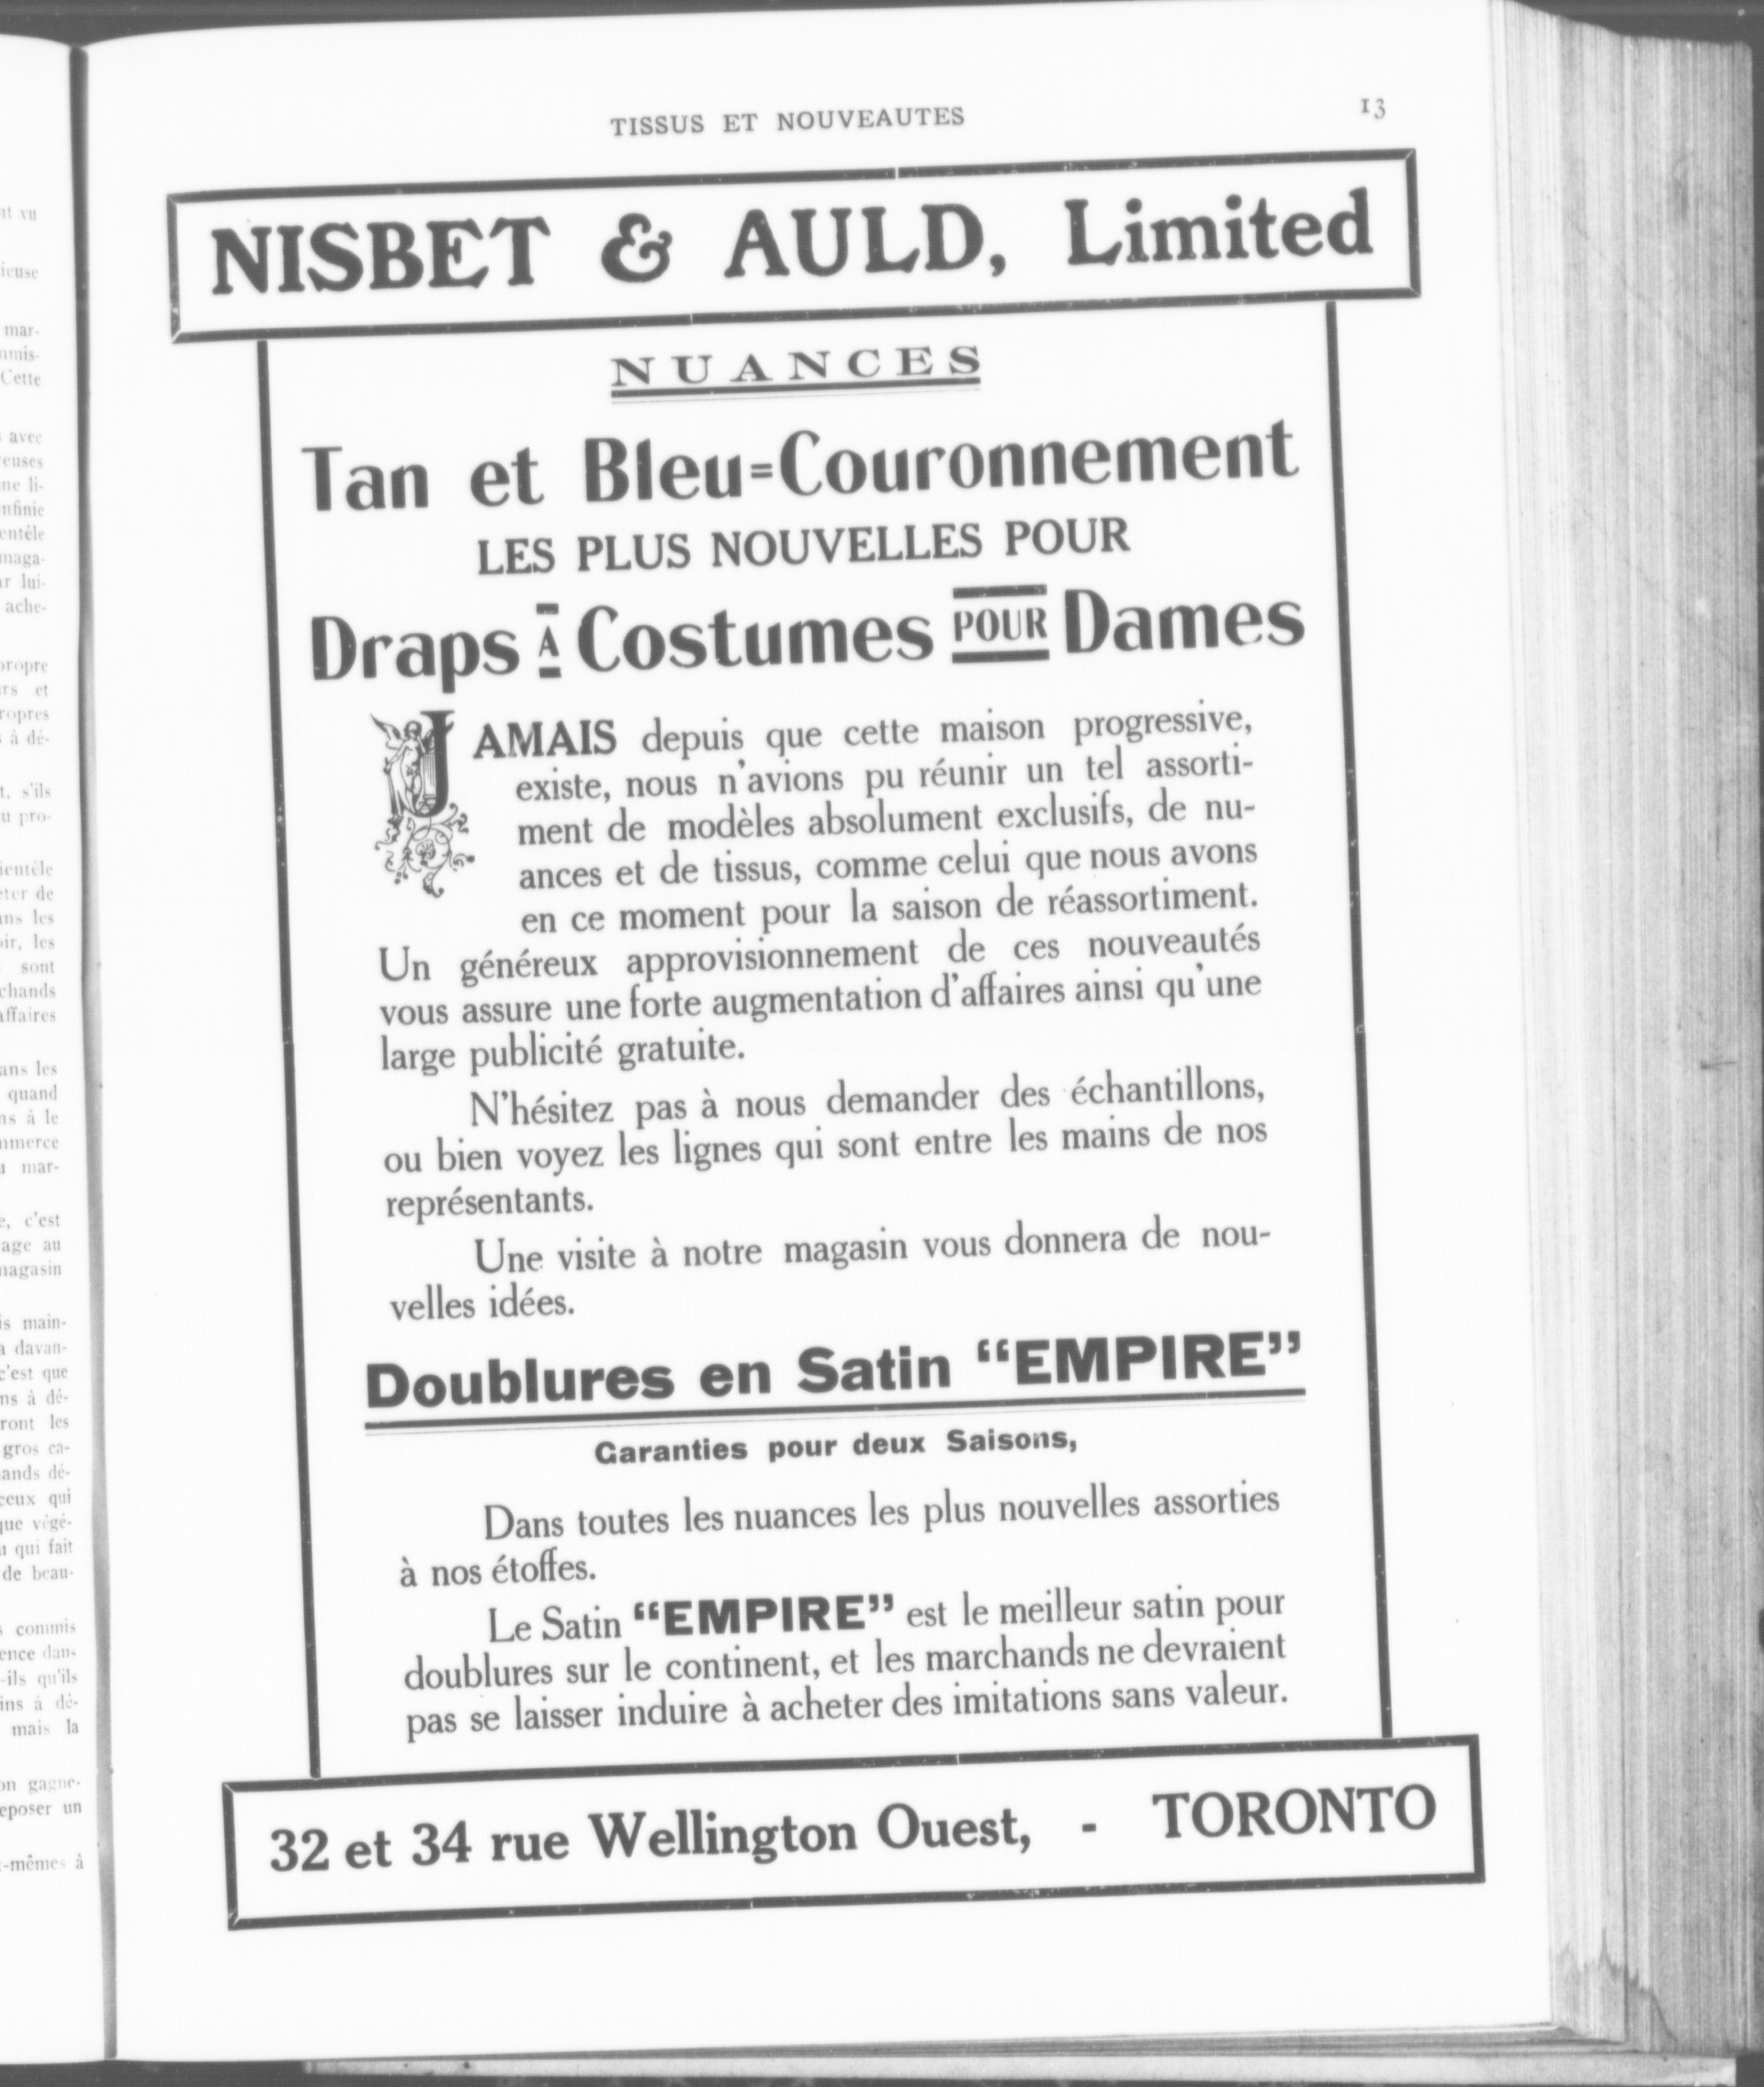 TISSUS ET NOUVEAUTES
13
NISBET & AULD, Limited
NUANCES
Tan et Bleu=Couronnement
LES PLUS NOUVELLES POUR
Draps A Costumes POUR Dames
JAMAIS depuis que cette maison progressive,
existe, nous n'avions pu réunir un tel assorti-
ment de modèles absolument exclusifs, de nu-
ances et de tissus, comme celui que nous avons
en ce moment pour la saison de réassortiment.
Un généreux approvisionnement de ces nouveautés
vous assure une forte augmentation d'affaires ainsi qu'une
large publicité gratuite.
N'hésitez pas à nous demander des échantillons,
ou bien voyez les lignes qui sont entre les mains de nos
représentants.
Une visite à notre magasin vous donnera de nou-
velles idées.
Doublures en Satin "EMPIRE"
Garanties pour deux Saisons,
Dans toutes les nuances les plus nouvelles assorties
à nos étoffes.
Le Satin "EMPIRE" est le meilleur satin pour
doublures sur le continent, et les marchands ne devraient
pas se laisser induire à acheter des imitations sans valeur.
32 et 34 rue Wellington Ouest, - TORONTO